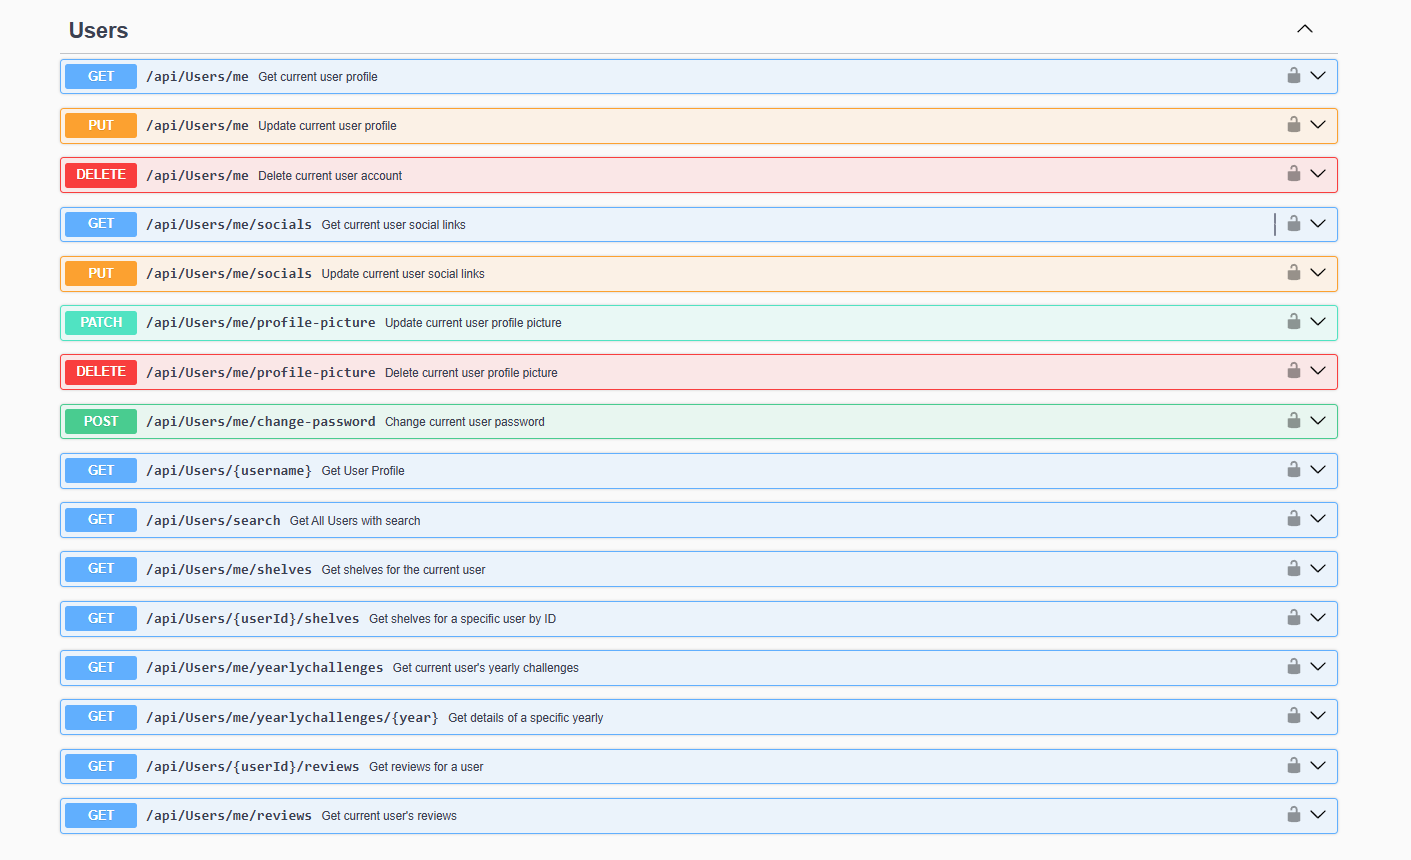 Users
GET /api/Users/me Get current user profile
PUT /api/Users/me Update current user profile
DELETE /api/Users/me Delete current user account
GET /api/Users/me/socials Get current user social links
PUT /api/Users/me/socials Update current user social links
PATCH /api/Users/me/profile-picture Update current user profile picture
DELETE /api/Users/me/profile-picture Delete current user profile picture
POST /api/Users/me/change-password Change current user password
GET /api/Users/{username} Get User Profile
GET /api/Users/search Get All Users with search
GET /api/Users/me/shelves Get shelves for the current user
GET /api/Users/{userId}/shelves Get shelves for a specific user by ID
GET /api/Users/me/yearlychallenges Get current user's yearly challenges
GET /api/Users/me/yearlychallenges/{year} Get details of a specific yearly
GET /api/Users/{userId}/reviews Get reviews for a user
GET /api/Users/me/reviews Get current user's reviews